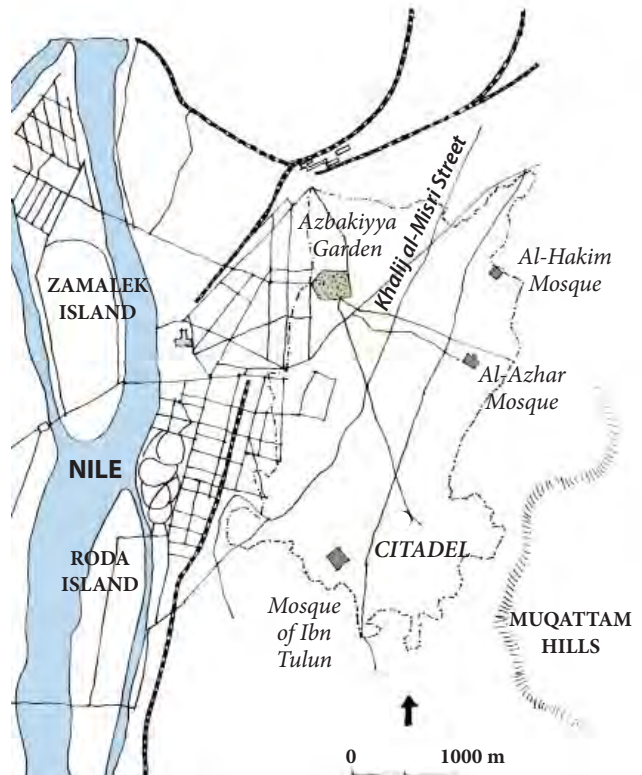 Khalij al-Misri Street
Azbakiyya
Garden
Al-Hakim
Mosque
ZAMALEK
ISLAND
Al-Azhar
Mosque
NILE
CITADEL
RODA
ISLAND
Mosque
of Ibn
Tulun
MUQATTAM
HILLS
0 1000 m